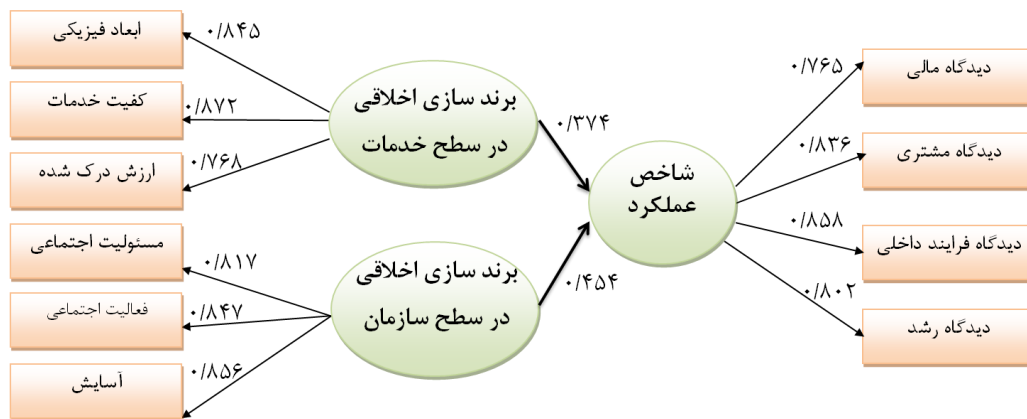 ابعاد فیزیکی
۰/۸۴۵
کفیت خدمات
۰/۸۷۲
ارزش درک شده
۰/۷۶۸
برند سازی اخلاقی
در سطح خدمات
۰/۳۷۴
مسئولیت اجتماعی
۰/۸۱۷
فعالیت اجتماعی
۰/۸۴۷
آسایش
۰/۸۵۶
برند سازی اخلاقی
در سطح سازمان
۰/۴۵۴
شاخص
عملکرد
۰/۷۶۵
دیدگاه مالی
۰/۸۳۶
دیدگاه مشتری
۰/۸۵۸
دیدگاه فرایند داخلی
۰/۸۰۲
دیدگاه رشد